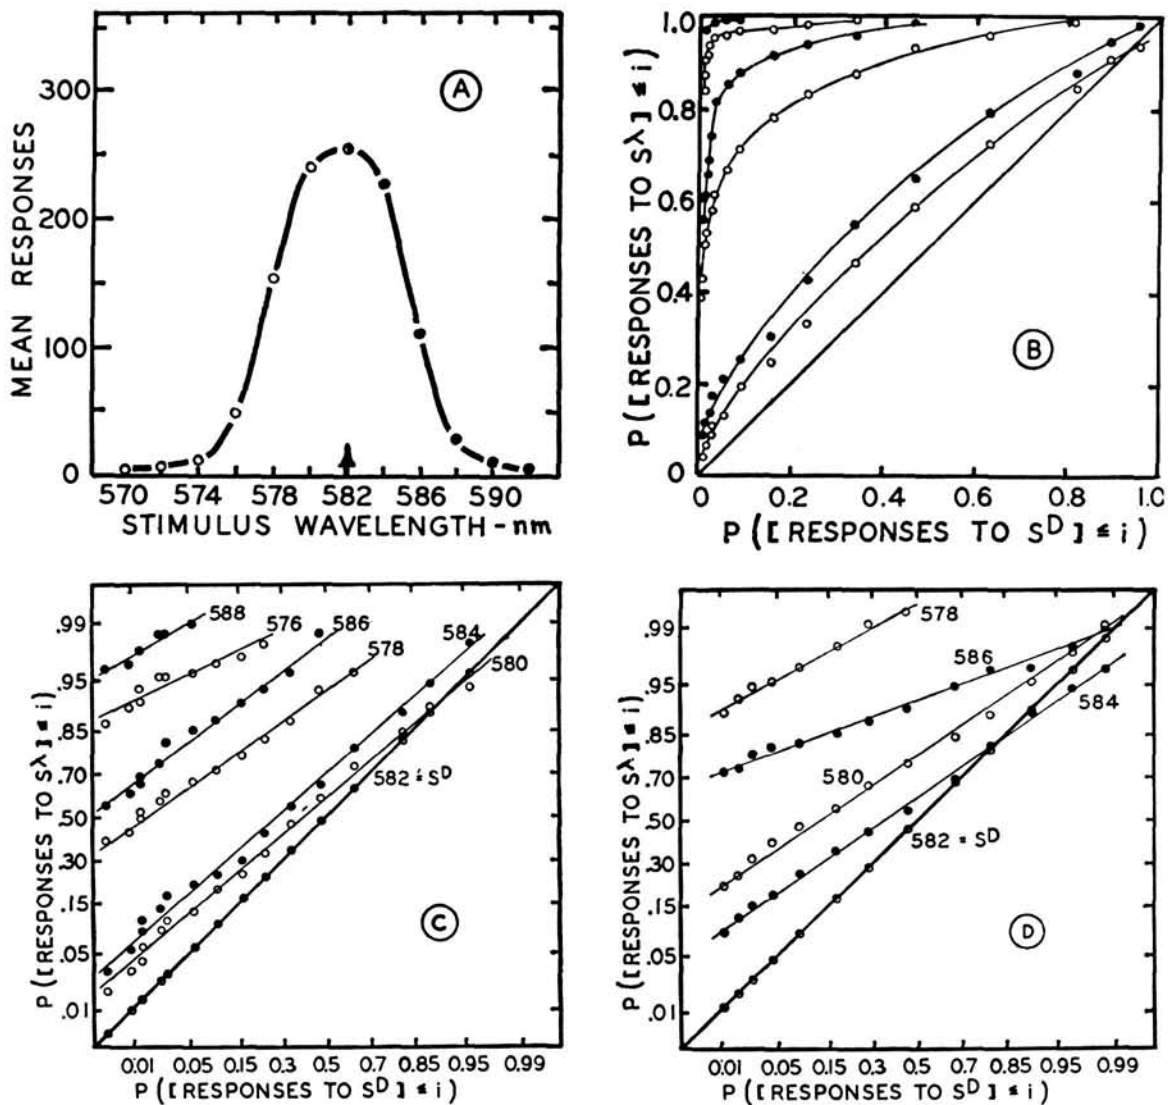 A
MEAN RESPONSES
300
200
100
0
570 574 578 582 586 590
STIMULUS WAVELENGTH-nm
B
P([RESPONSES TO Sλ] ≤ i)
1.0
0.8
0.6
0.4
0.2
0
0 0.2 0.4 0.6 0.8 1.0
P([RESPONSES TO SD] ≤ i)
C
P([RESPONSES TO Sλ] ≤ i)
.99
.95
.85
.70
.50
.30
.15
.05
.01
588
576
586
578
584
580
582 = SD
0.01 0.05 0.15 0.3 0.7 0.85 0.95 0.99
P([RESPONSES TO SD] ≤ i)
D
P([RESPONSES TO Sλ] ≤ i)
.99
.95
.85
.70
.50
.30
.15
.05
.01
578
586
584
580
582 = SD
0.01 0.05 0.15 0.3 0.5 0.7 0.85 0.95 0.99
P([RESPONSES TO SD] ≤ i)